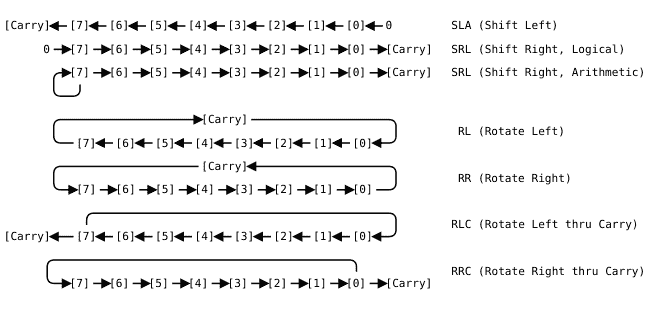 [Carry] [7] [6] [5] [4] [3] [2] [1] [0] 0 SLA (Shift Left)
0 [7] [6] [5] [4] [3] [2] [1] [0] [Carry] SRL (Shift Right, Logical)
[7] [6] [5] [4] [3] [2] [1] [0] [Carry] SRL (Shift Right, Arithmetic)
[Carry]
RL (Rotate Left)
[7] [6] [5] [4] [3] [2] [1] [0]
[Carry]
RR (Rotate Right)
[7] [6] [5] [4] [3] [2] [1] [0]
RLC (Rotate Left thru Carry)
[Carry] [7] [6] [5] [4] [3] [2] [1] [0]
RRC (Rotate Right thru Carry)
[7] [6] [5] [4] [3] [2] [1] [0] [Carry]